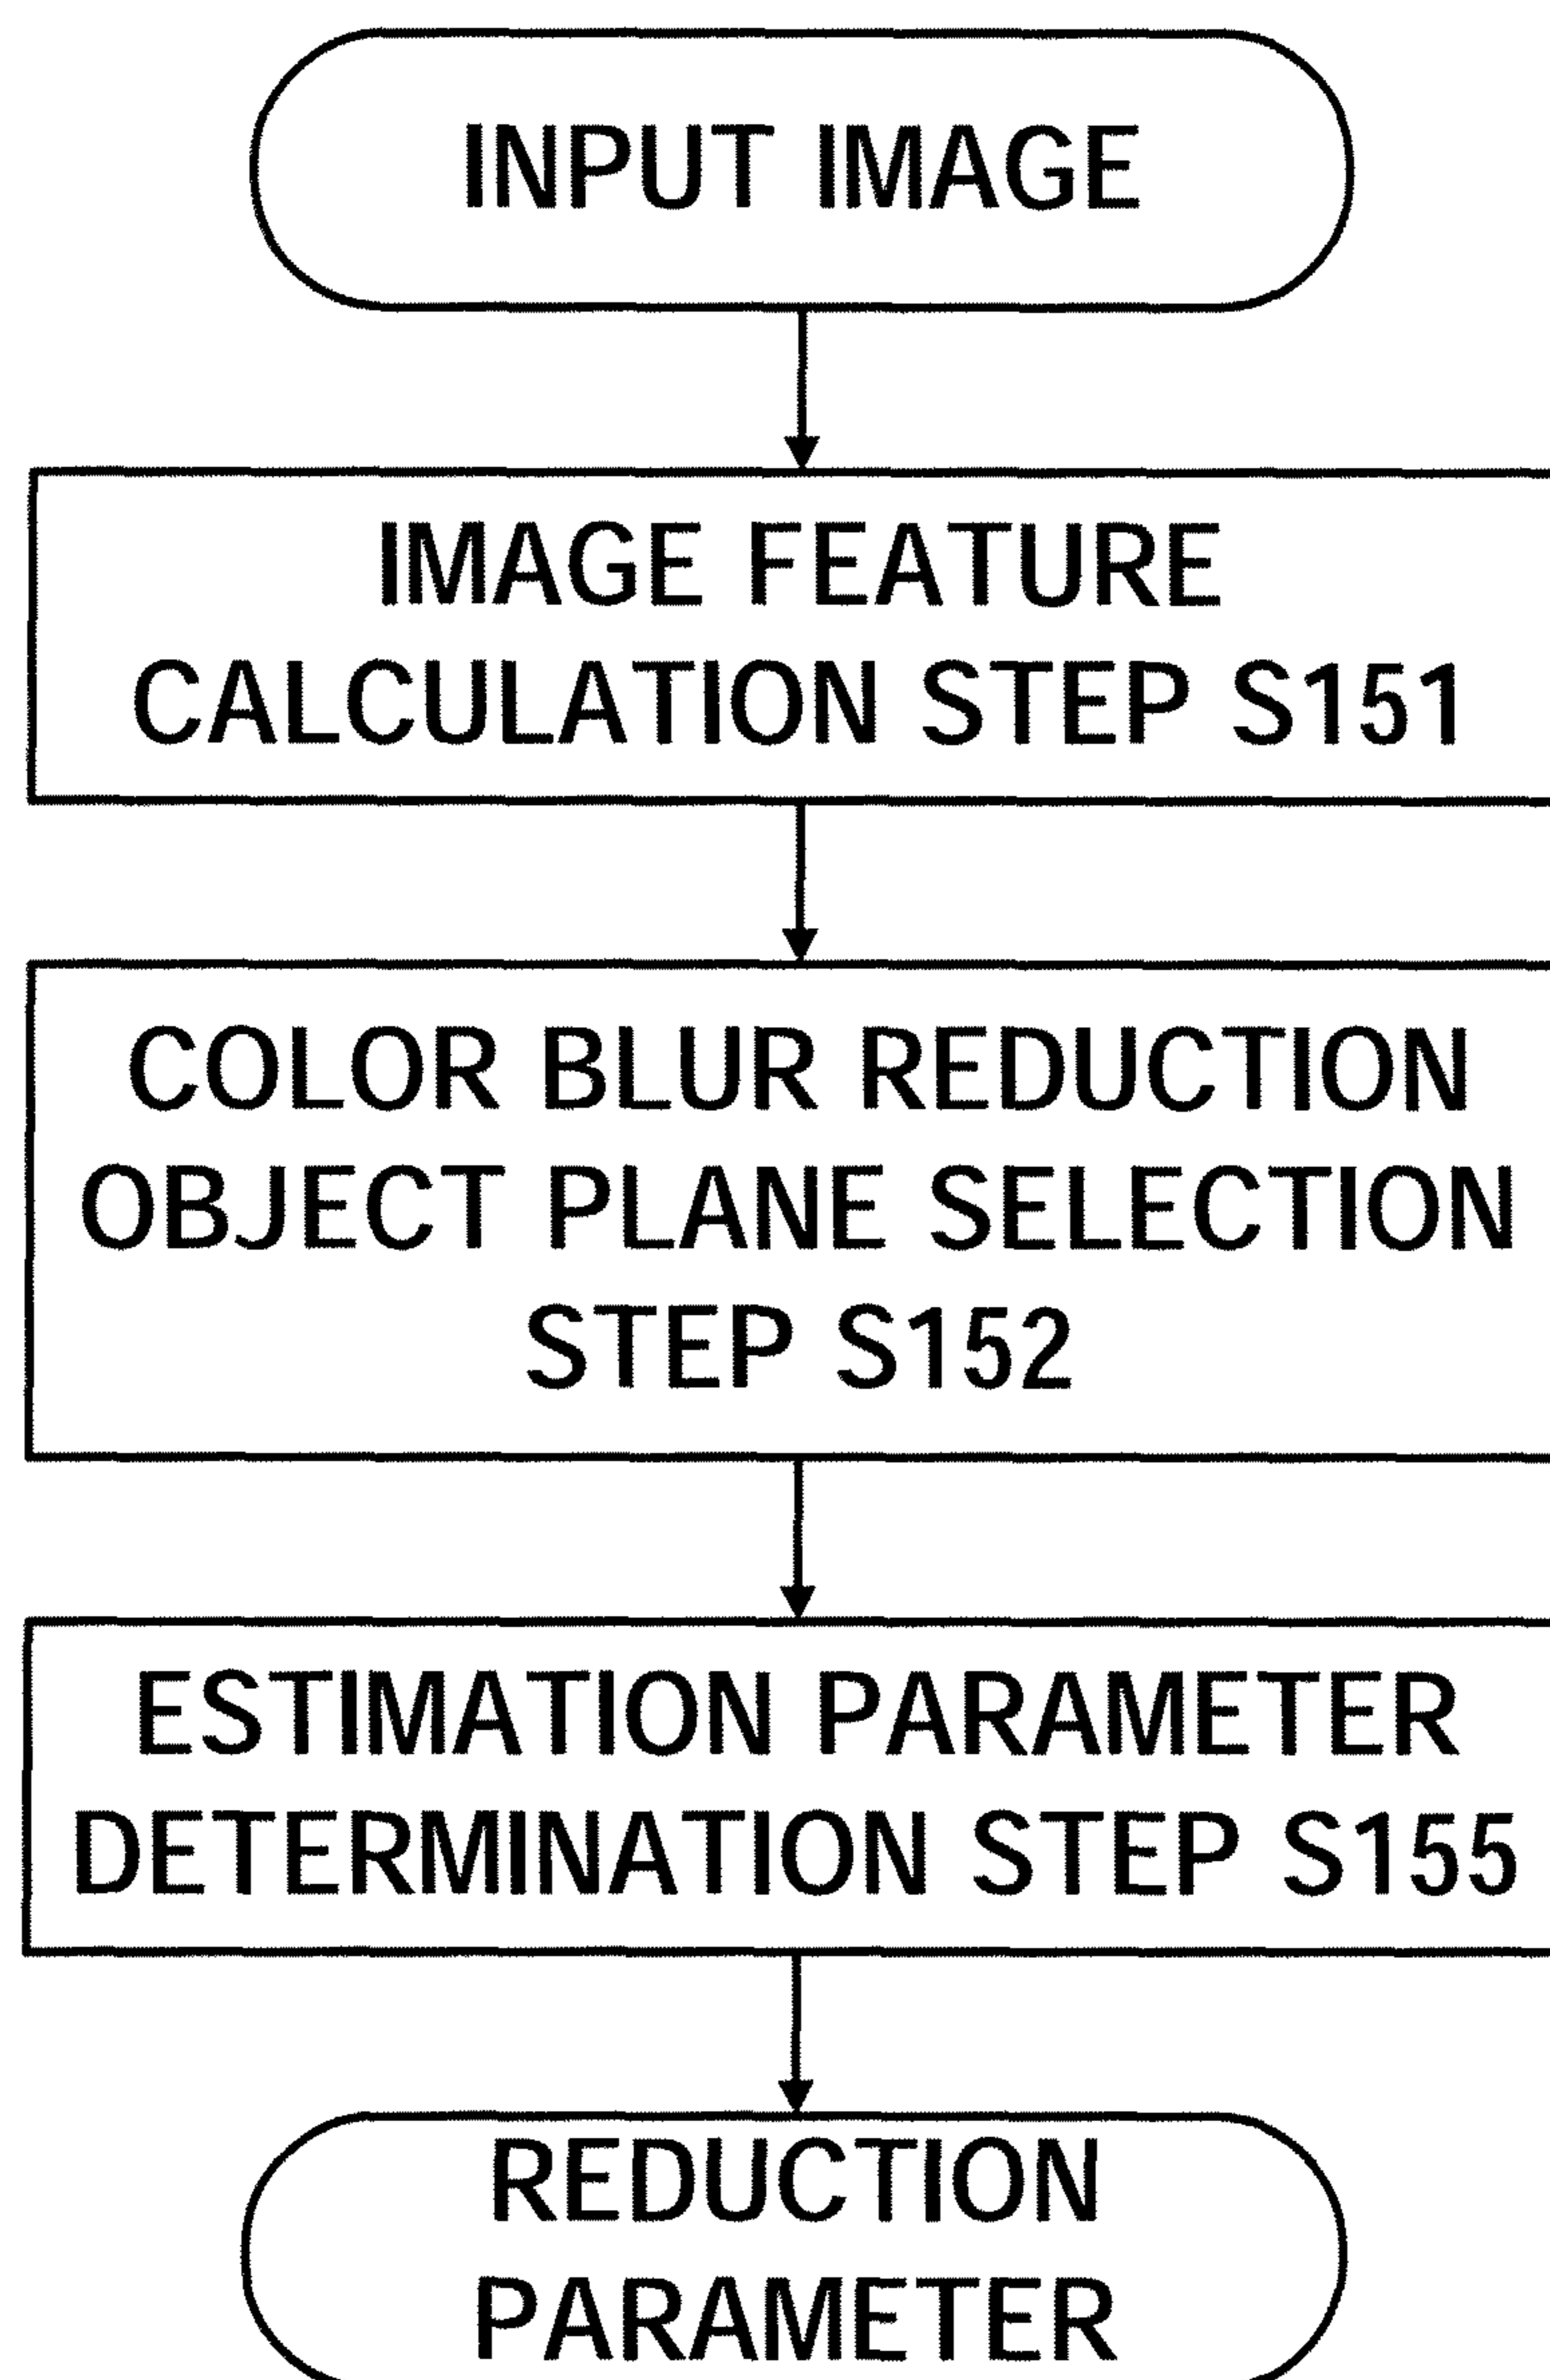 INPUT IMAGE
IMAGE FEATURE
CALCULATION STEP S151
COLOR BLUR REDUCTION
OBJECT PLANE SELECTION
STEP S152
ESTIMATION PARAMETER
DETERMINATION STEP S155
REDUCTION
PARAMETER